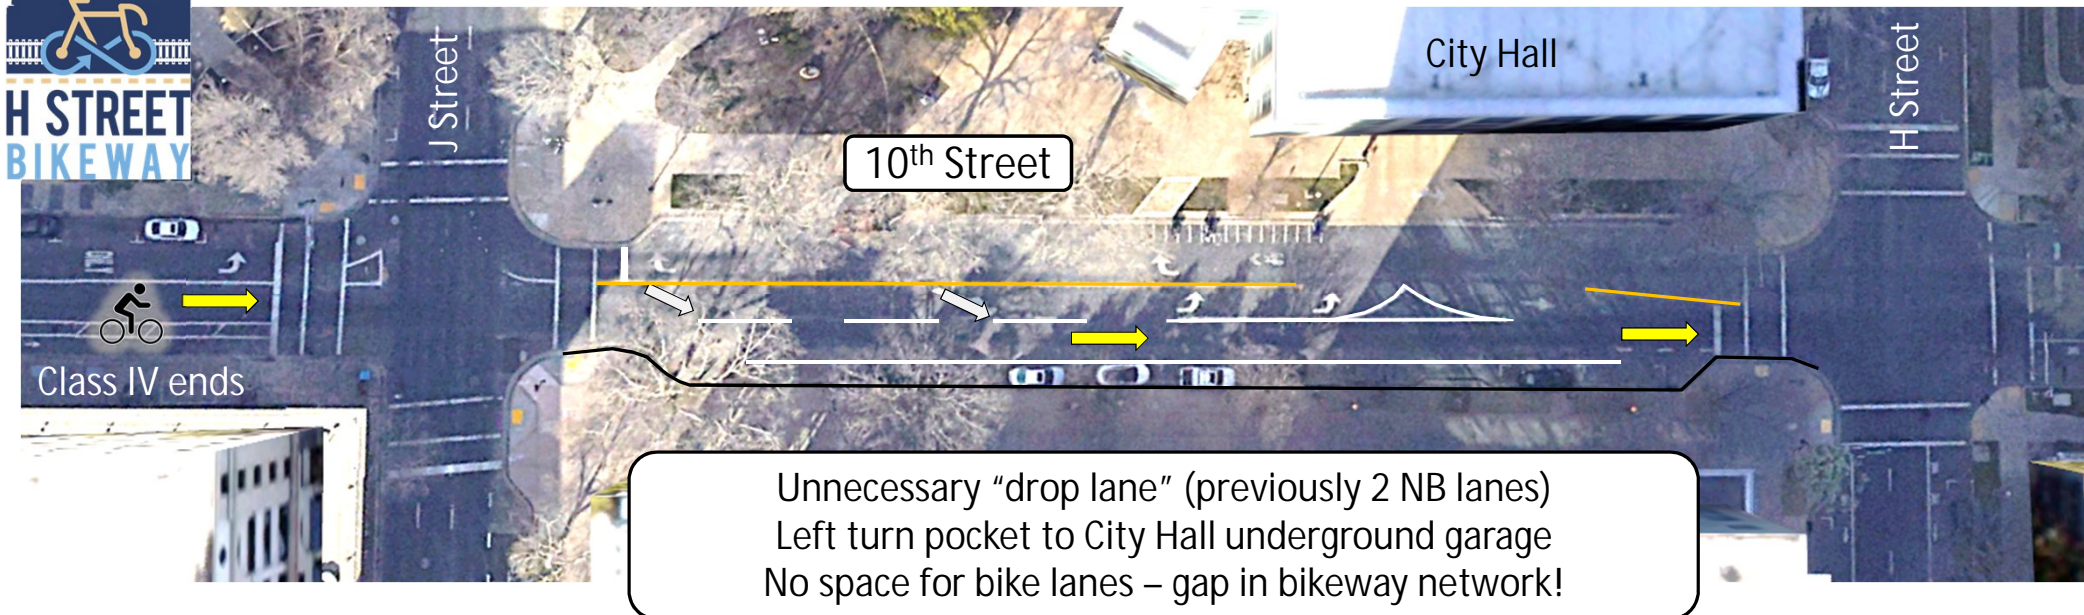 H STREET
BIKEWAY
J Street
City Hall
H Street
10th Street
ONLY
Class IV ends
Unnecessary “drop lane” (previously 2 NB lanes)
Left turn pocket to City Hall underground garage
No space for bike lanes – gap in bikeway network!